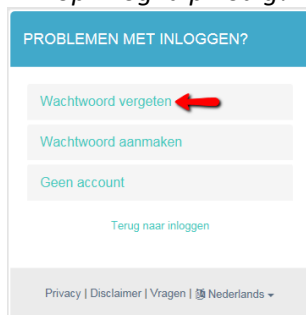 PROBLEMEN MET INLOGGEN?
Wachtwoord vergeten
Wachtwoord aanmaken
Geen account
Terug naar inloggen
Privacy | Disclaimer | Vragen | Nederlands